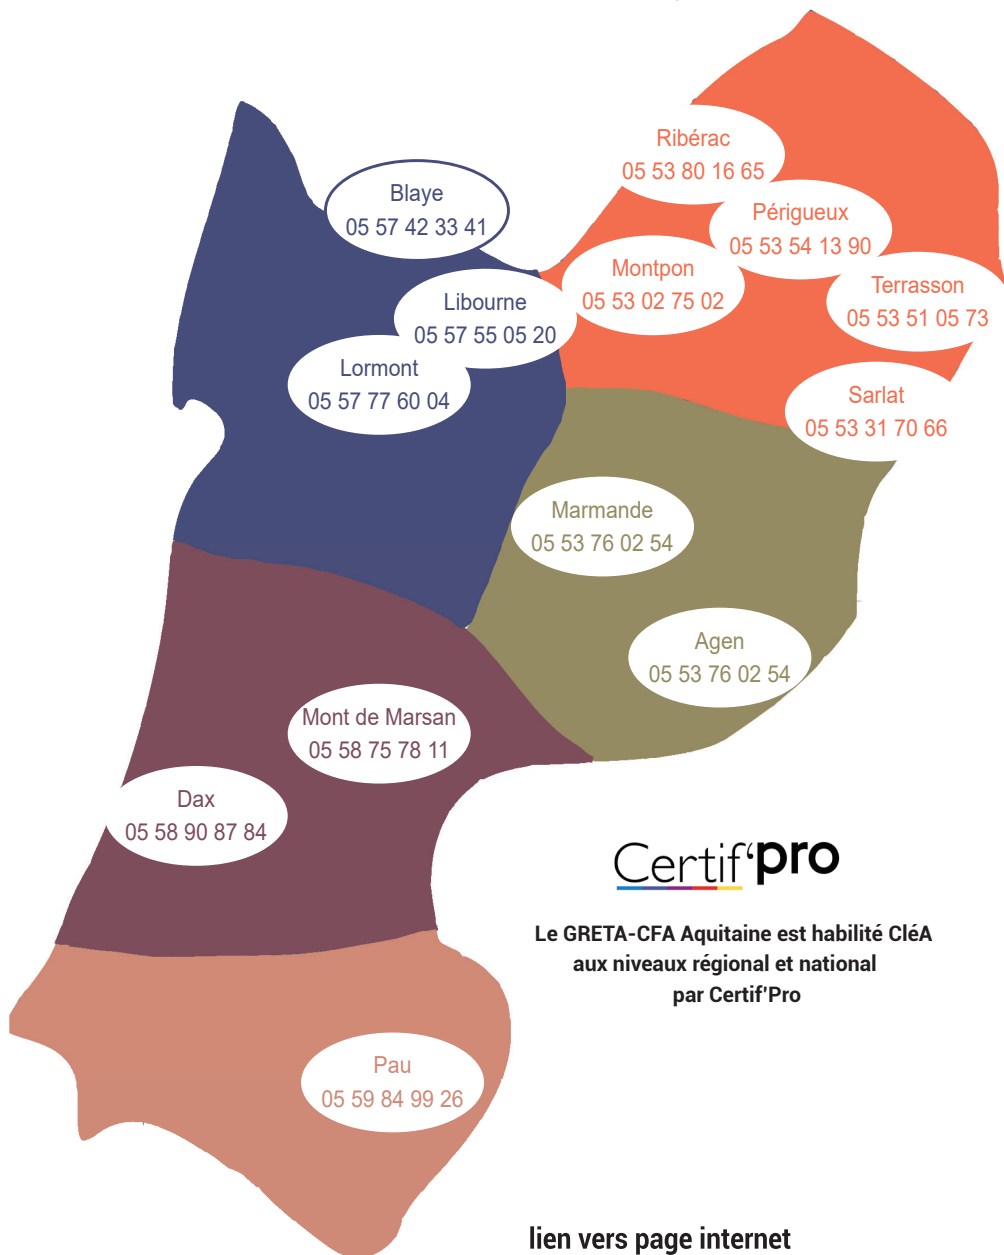 Ribérac
05 53 80 16 65
Blaye
05 57 42 33 41
Périgueux
05 53 54 13 90
Montpon
05 53 02 75 02
Terrasson
05 53 51 05 73
Libourne
05 57 55 05 20
Lormont
05 57 77 60 04
Sarlat
05 53 31 70 66
Marmande
05 53 76 02 54
Agen
05 53 76 02 54
Mont de Marsan
05 58 75 78 11
Dax
05 58 90 87 84
Certif‘pro
Le GRETA-CFA Aquitaine est habilité CléA
aux niveaux régional et national
par Certif'Pro
Pau
05 59 84 99 26
lien vers page internet